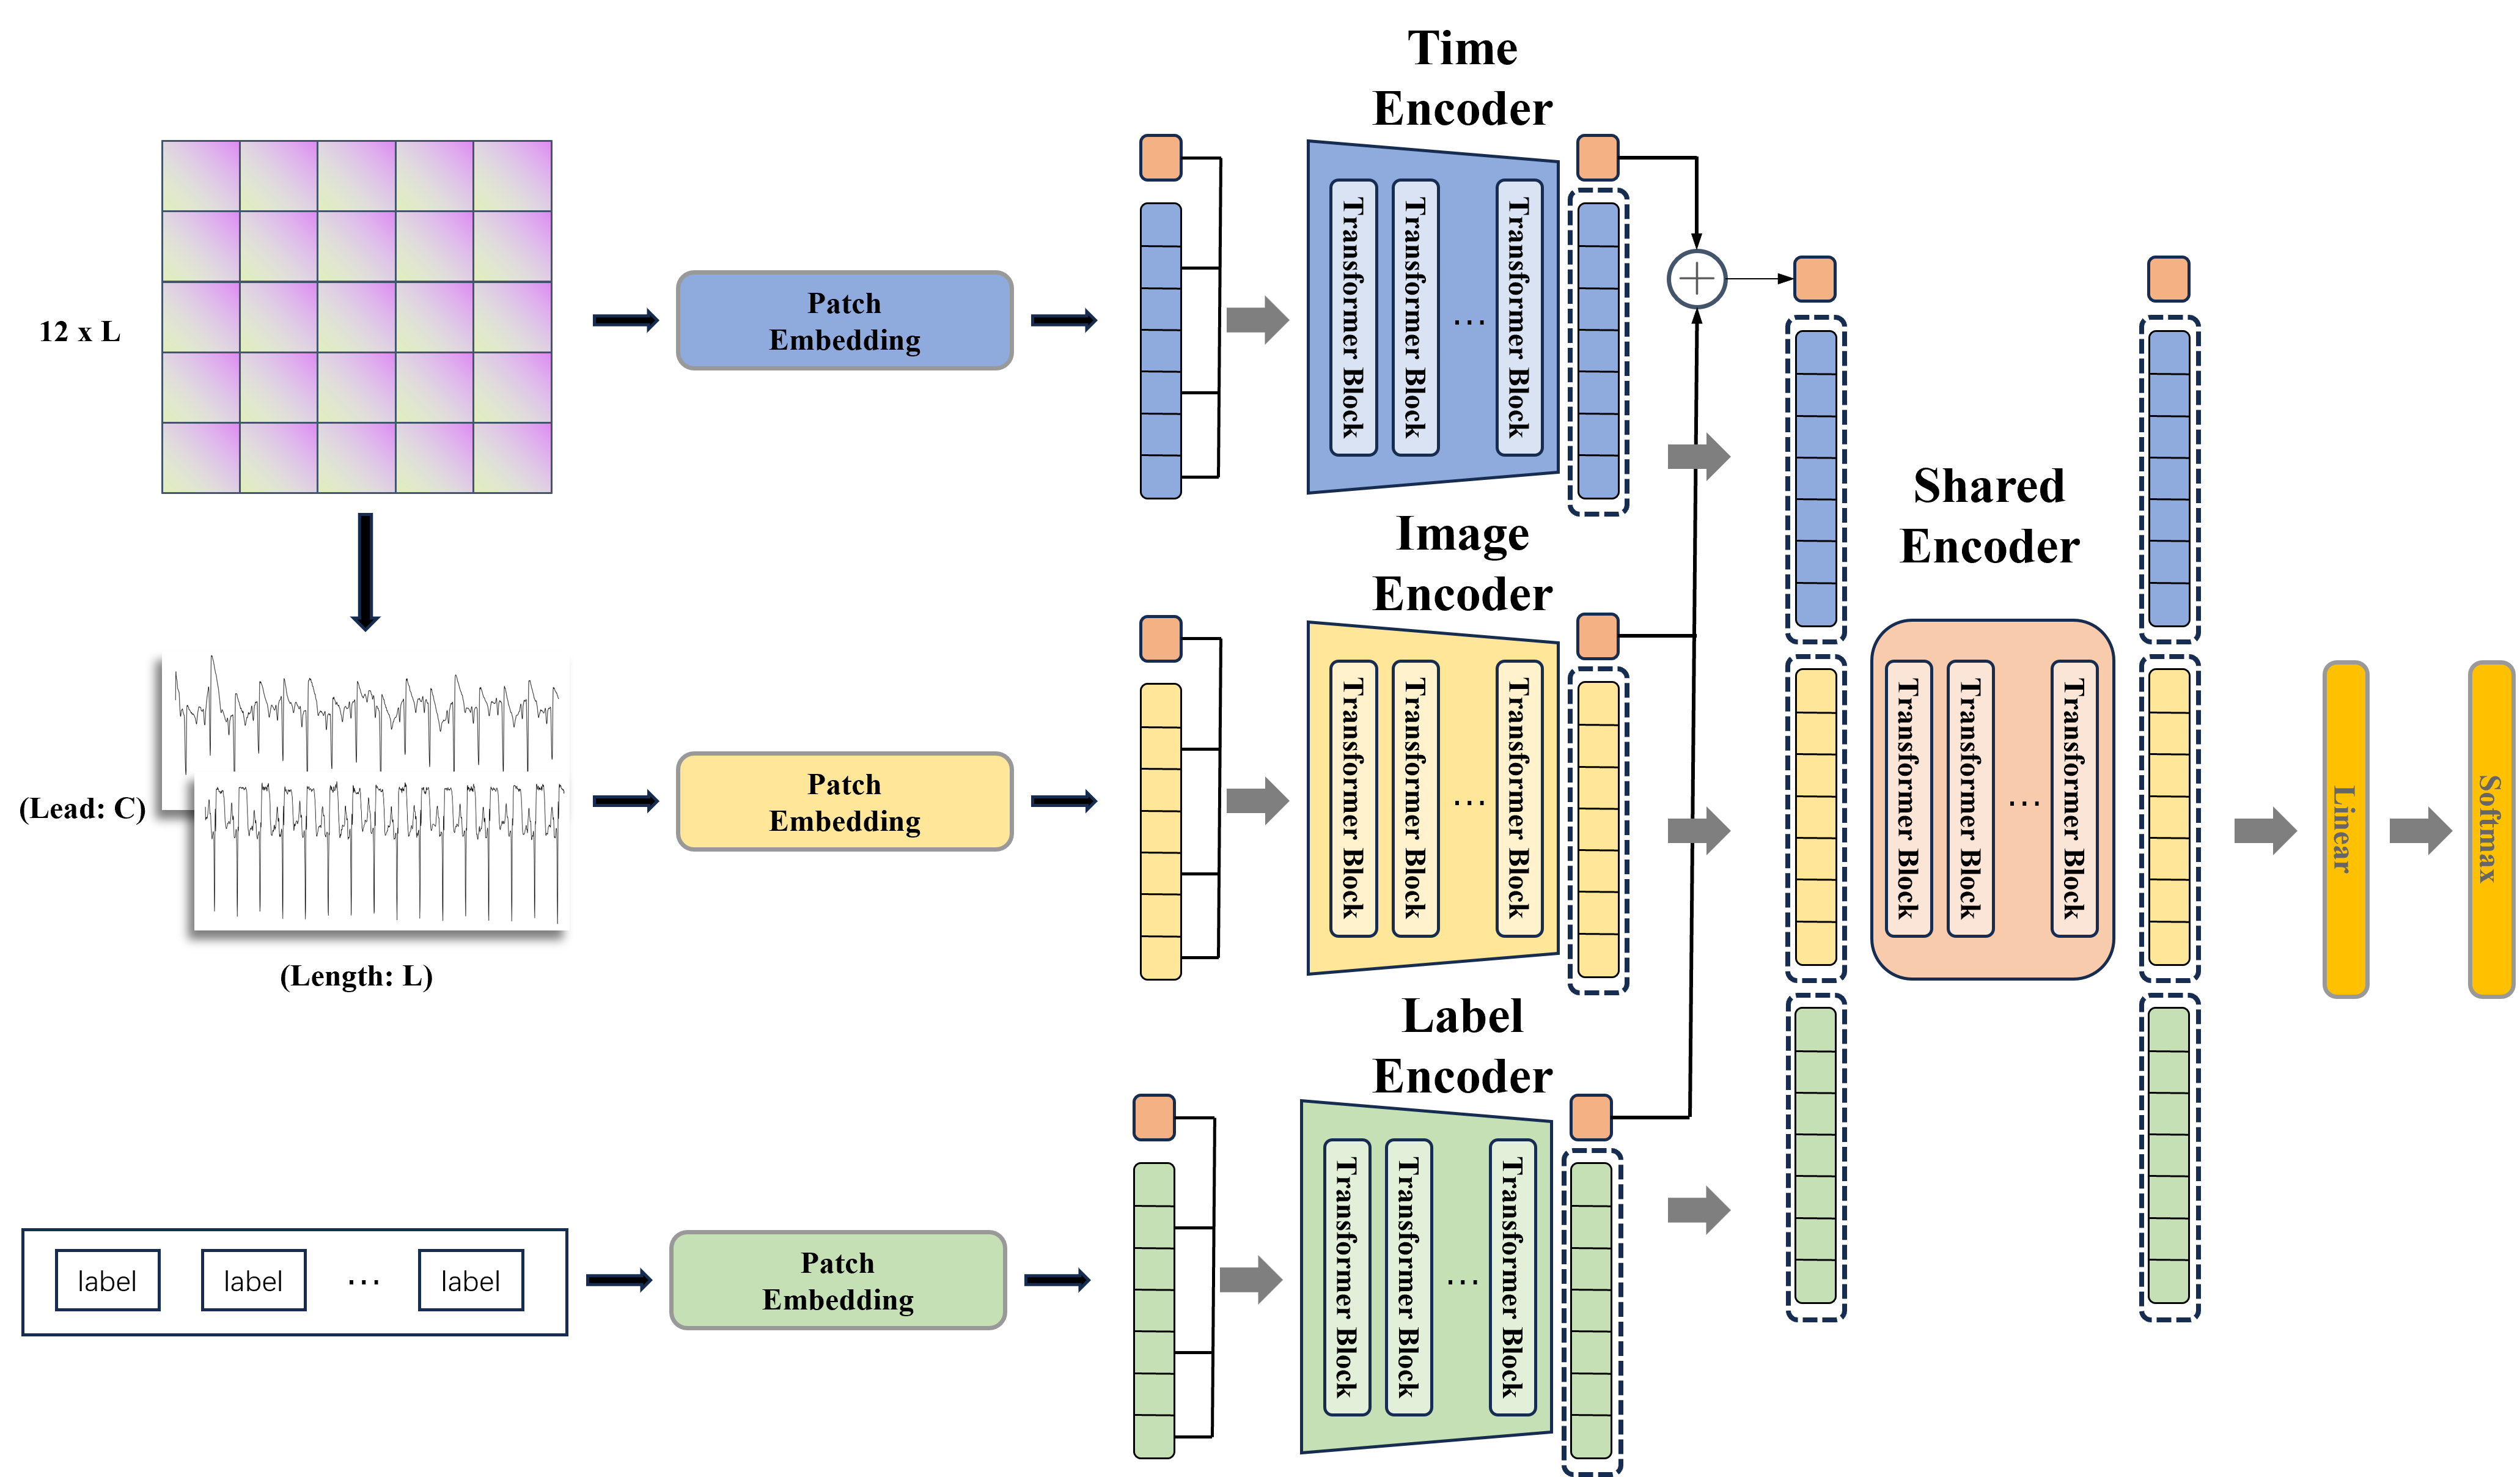 Time
Encoder
12 x L
Patch
Embedding
Transformer Block
Transformer Block
...
Transformer Block
Image
Encoder
Shared
Encoder
(Lead: C)
(Length: L)
Patch
Embedding
Transformer Block
Transformer Block
...
Transformer Block
Transformer Block
Transformer Block
...
Transformer Block
Linear
Softmax
Label
Encoder
label
label
...
label
Patch
Embedding
Transformer Block
Transformer Block
...
Transformer Block